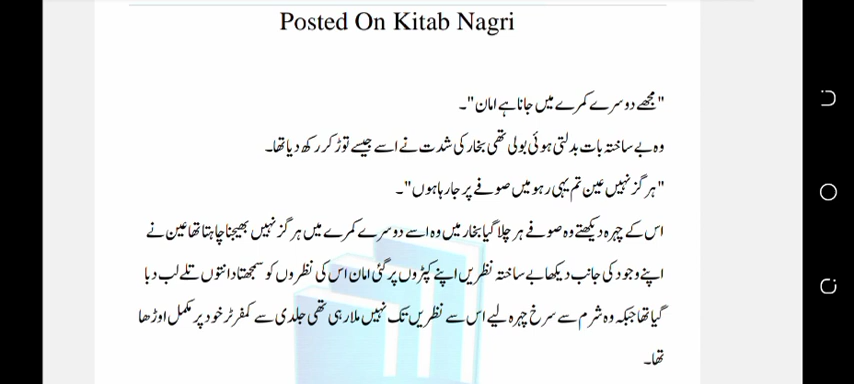 Posted On Kitab Nagri
"مجھے دوسرے کمرے میں جانا ہے امان"۔
وہ بے ساختہ بات بدلتی ہوئی بولی تھی بخار کی شدت نے اسے جیسے توڑ کر رکھ دیا تھا۔
"ہرگز نہیں عین تم یہی رہو میں صوفے پر جا رہا ہوں"۔
اس کے چہرہ دیکھتے وہ صوفے ہر چلا گیا بخار میں وہ اسے دوسرے کمرے میں ہرگز نہیں بھیجنا چاہتا تھا عین نے
اپنے وجود کی جانب دیکھا بے ساختہ نظریں اپنے کپڑوں پر گئی امان اس کی نظروں کو سمجھتا دانتوں تلے لب دبا
گیا تھا جبکہ وہ شرم سے سرخ چہرہ لیے اس سے نظریں تک نہیں ملا رہی تھی جلدی سے کمفرٹر خود پر مکمل اوڑھا
تھا۔